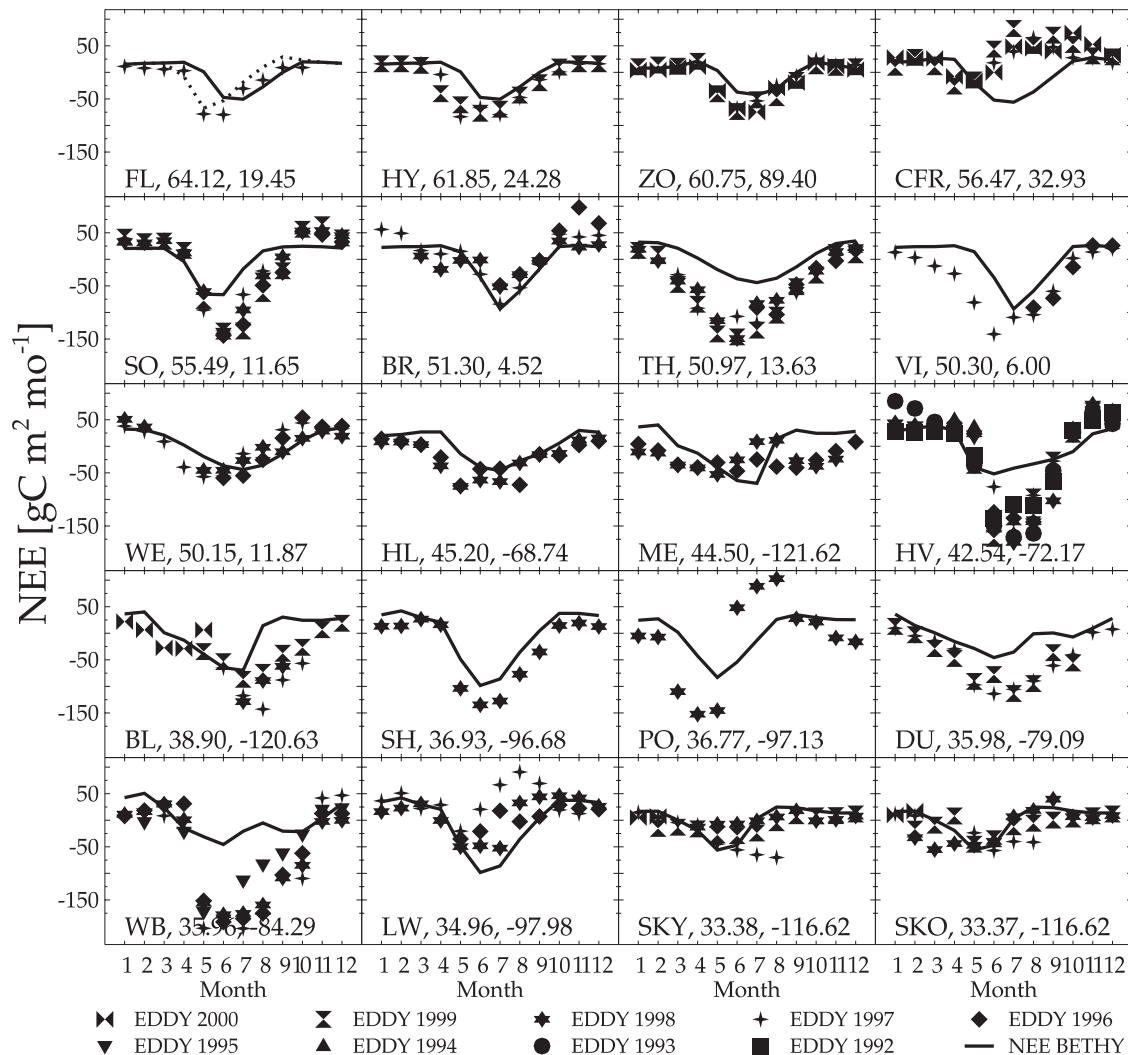 NEE [gC m² mo⁻¹]
50
-50
-150
FL, 64.12, 19.45
HY, 61.85, 24.28
ZO, 60.75, 89.40
CFR, 56.47, 32.93
50
-50
-150
SO, 55.49, 11.65
BR, 51.30, 4.52
TH, 50.97, 13.63
VI, 50.30, 6.00
50
-50
-150
WE, 50.15, 11.87
HL, 45.20, -68.74
ME, 44.50, -121.62
HV, 42.54, -72.17
50
-50
-150
BL, 38.90, -120.63
SH, 36.93, -96.68
PO, 36.77, -97.13
DU, 35.98, -79.09
50
-50
-150
WB, 35.96, -84.29
LW, 34.96, -97.98
SKY, 33.38, -116.62
SKO, 33.37, -116.62
1 2 3 4 5 6 7 8 9 10 11 12
1 2 3 4 5 6 7 8 9 10 11 12
1 2 3 4 5 6 7 8 9 10 11 12
1 2 3 4 5 6 7 8 9 10 11 12
Month
Month
Month
Month
EDDY 2000
EDDY 1999
EDDY 1998
EDDY 1997
EDDY 1996
EDDY 1995
EDDY 1994
EDDY 1993
EDDY 1992
NEE BETHY